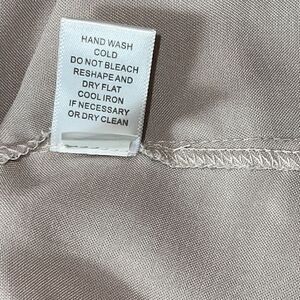 HAND WASH
COLD
DO NOT BLEACH
RESHAPE AND
DRY FLAT
COOL IRON
IF NECESSARY
OR DRY CLEAN